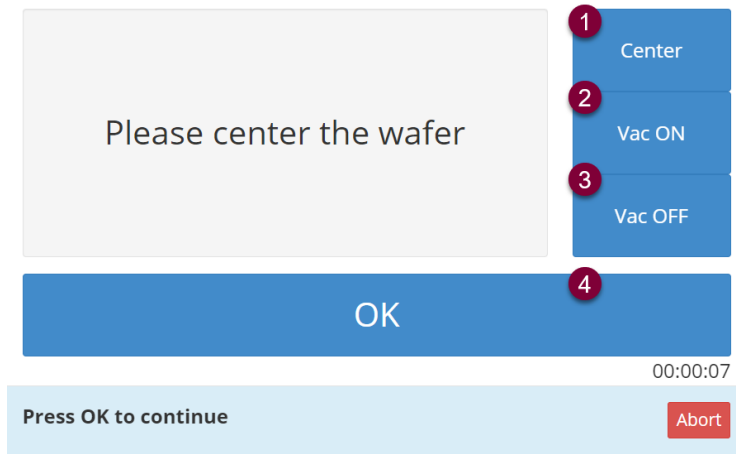 1
Center
2
Please center the wafer
Vac ON
3
Vac OFF
4
OK
00:00:07
Press OK to continue
Abort